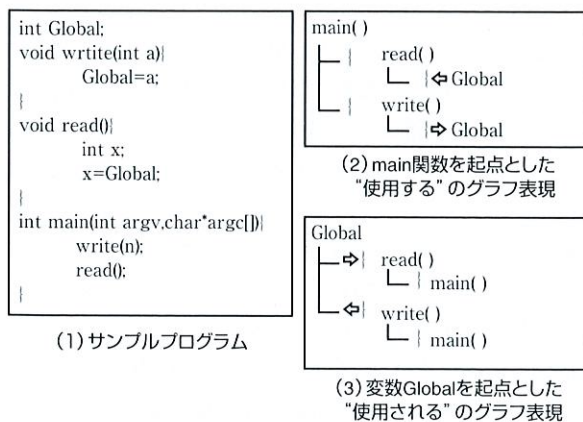 int Global;
void wrtite(int a){
Global=a;
}
void read(){
int x;
x=Global;
}
int main(int argv,char*argc[]){
write(n);
read();
}
(1)サンプルプログラム
main( )
{ read( )
{⇦Global
{ write( )
{⇨Global
(2)main関数を起点とした
“使用する”のグラフ表現
Global
⇨{ read( )
{ main( )
⇦{ write( )
{ main( )
(3)変数Globalを起点とした
“使用される”のグラフ表現